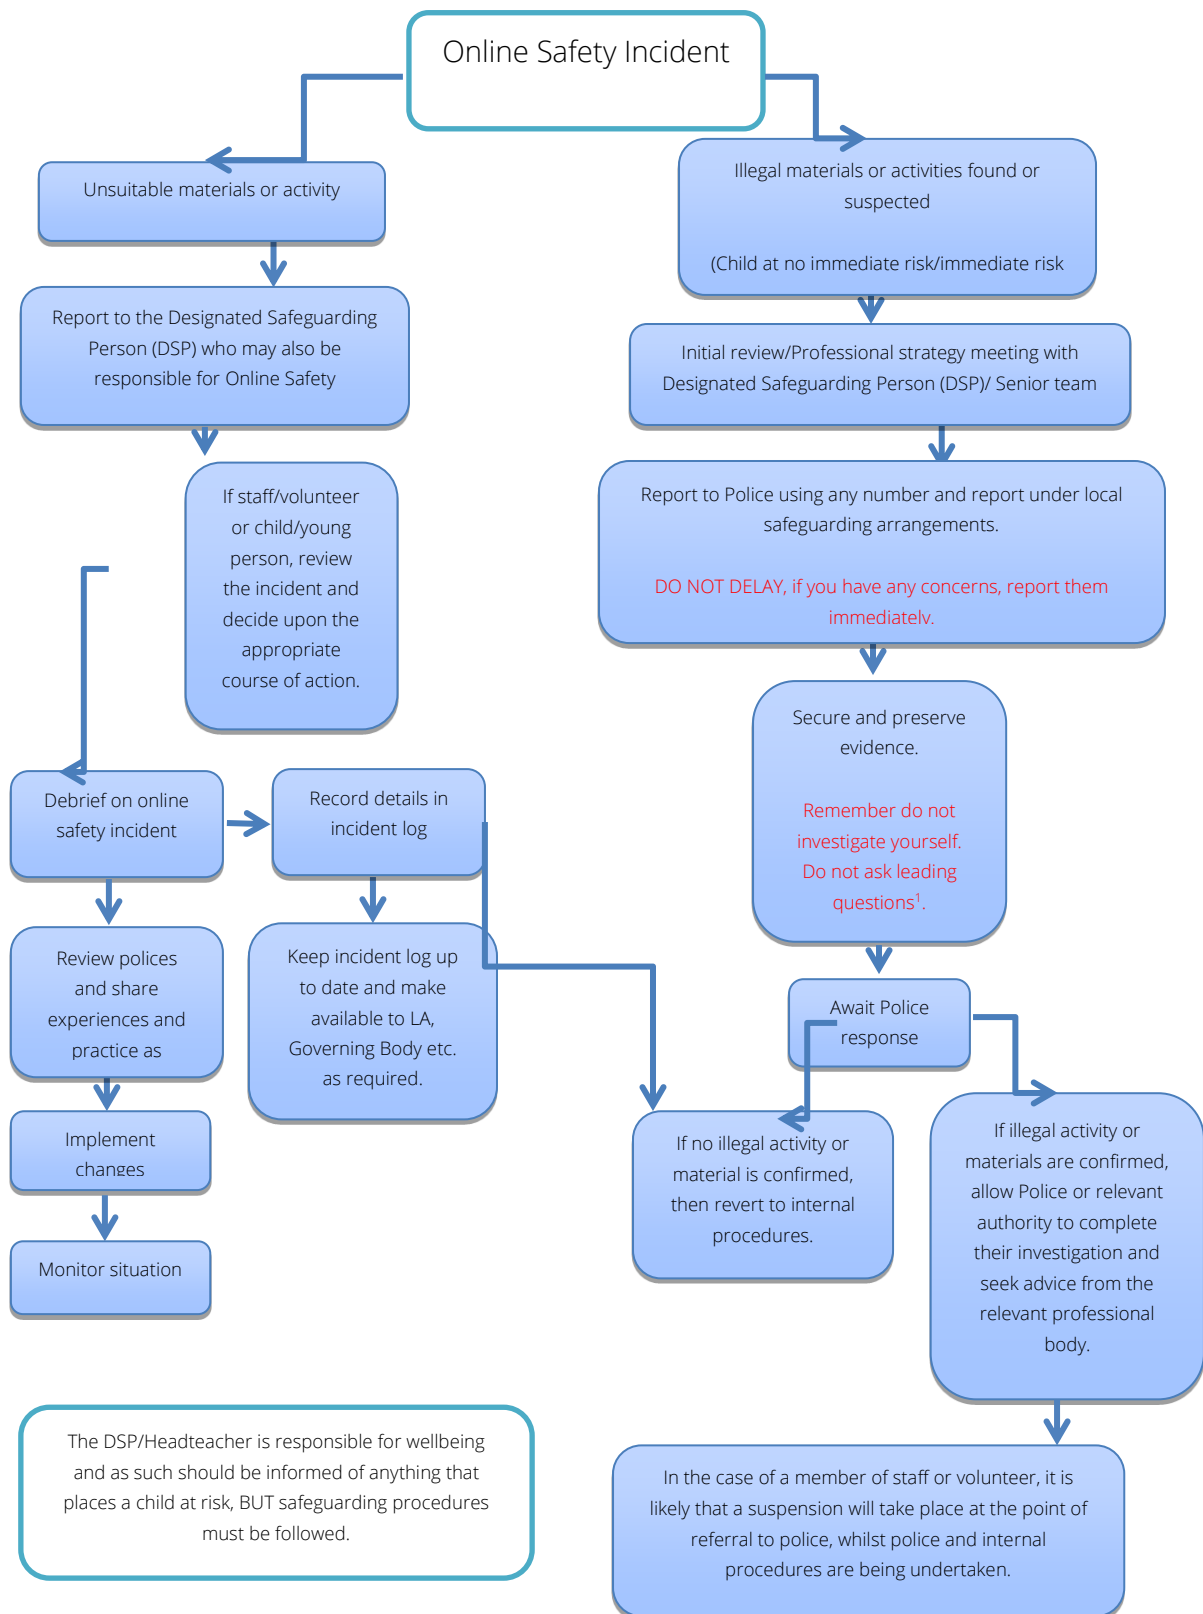 Online Safety Incident
Unsuitable materials or activity
Report to the Designated Safeguarding
Person (DSP) who may also be
responsible for Online Safety
If staff/volunteer
or child/young
person, review
the incident and
decide upon the
appropriate
course of action.
Debrief on online
safety incident
Record details in
incident log
Review polices
and share
experiences and
practice as
Keep incident log up
to date and make
available to LA,
Governing Body etc.
as required.
Implement
changes
Monitor situation
Illegal materials or activities found or
suspected
(Child at no immediate risk/immediate risk
Initial review/Professional strategy meeting with
Designated Safeguarding Person (DSP)/ Senior team
Report to Police using any number and report under local
safeguarding arrangements.
DO NOT DELAY, if you have any concerns, report them
immediately.
Secure and preserve
evidence.
Remember do not
investigate yourself.
Do not ask leading
questions¹.
Await Police
response
If no illegal activity or
material is confirmed,
then revert to internal
procedures.
If illegal activity or
materials are confirmed,
allow Police or relevant
authority to complete
their investigation and
seek advice from the
relevant professional
body.
In the case of a member of staff or volunteer, it is
likely that a suspension will take place at the point of
referral to police, whilst police and internal
procedures are being undertaken.
The DSP/Headteacher is responsible for wellbeing
and as such should be informed of anything that
places a child at risk, BUT safeguarding procedures
must be followed.